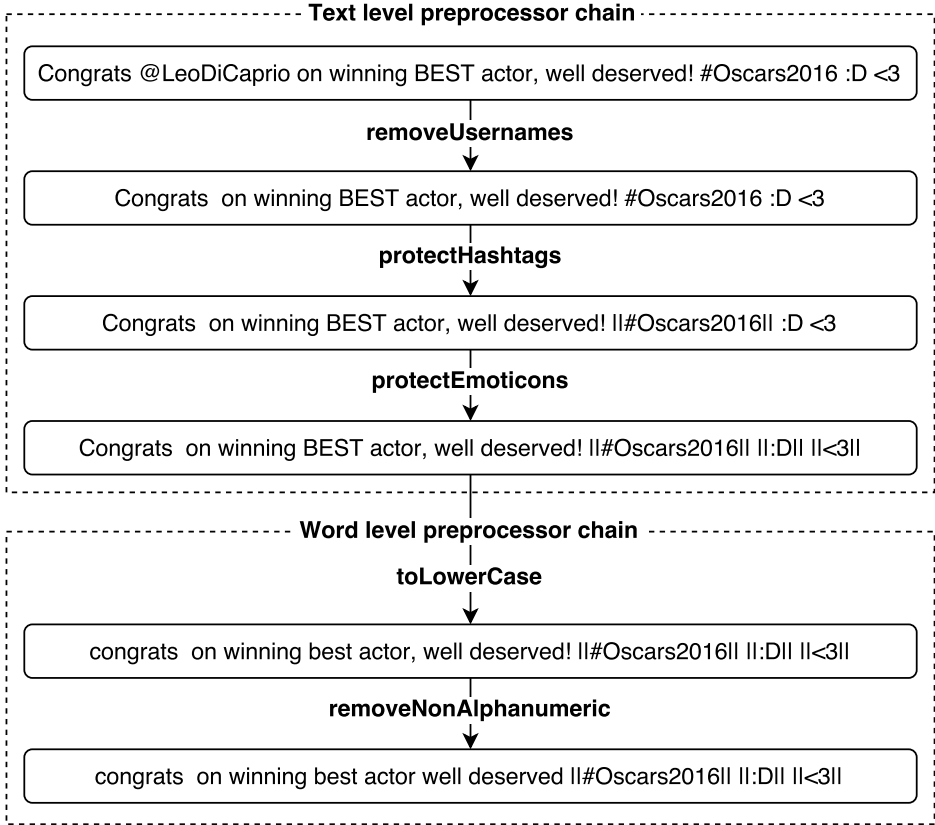 Text level preprocessor chain
Congrats @LeoDiCaprio on winning BEST actor, well deserved! #Oscars2016 :D <3
removeUsernames
Congrats  on winning BEST actor, well deserved! #Oscars2016 :D <3
protectHashtags
Congrats  on winning BEST actor, well deserved! ||#Oscars2016|| :D <3
protectEmoticons
Congrats  on winning BEST actor, well deserved! ||#Oscars2016|| ||:D|| ||<3||
Word level preprocessor chain
toLowerCase
congrats  on winning best actor, well deserved! ||#Oscars2016|| ||:D|| ||<3||
removeNonAlphanumeric
congrats  on winning best actor well deserved ||#Oscars2016|| ||:D|| ||<3||